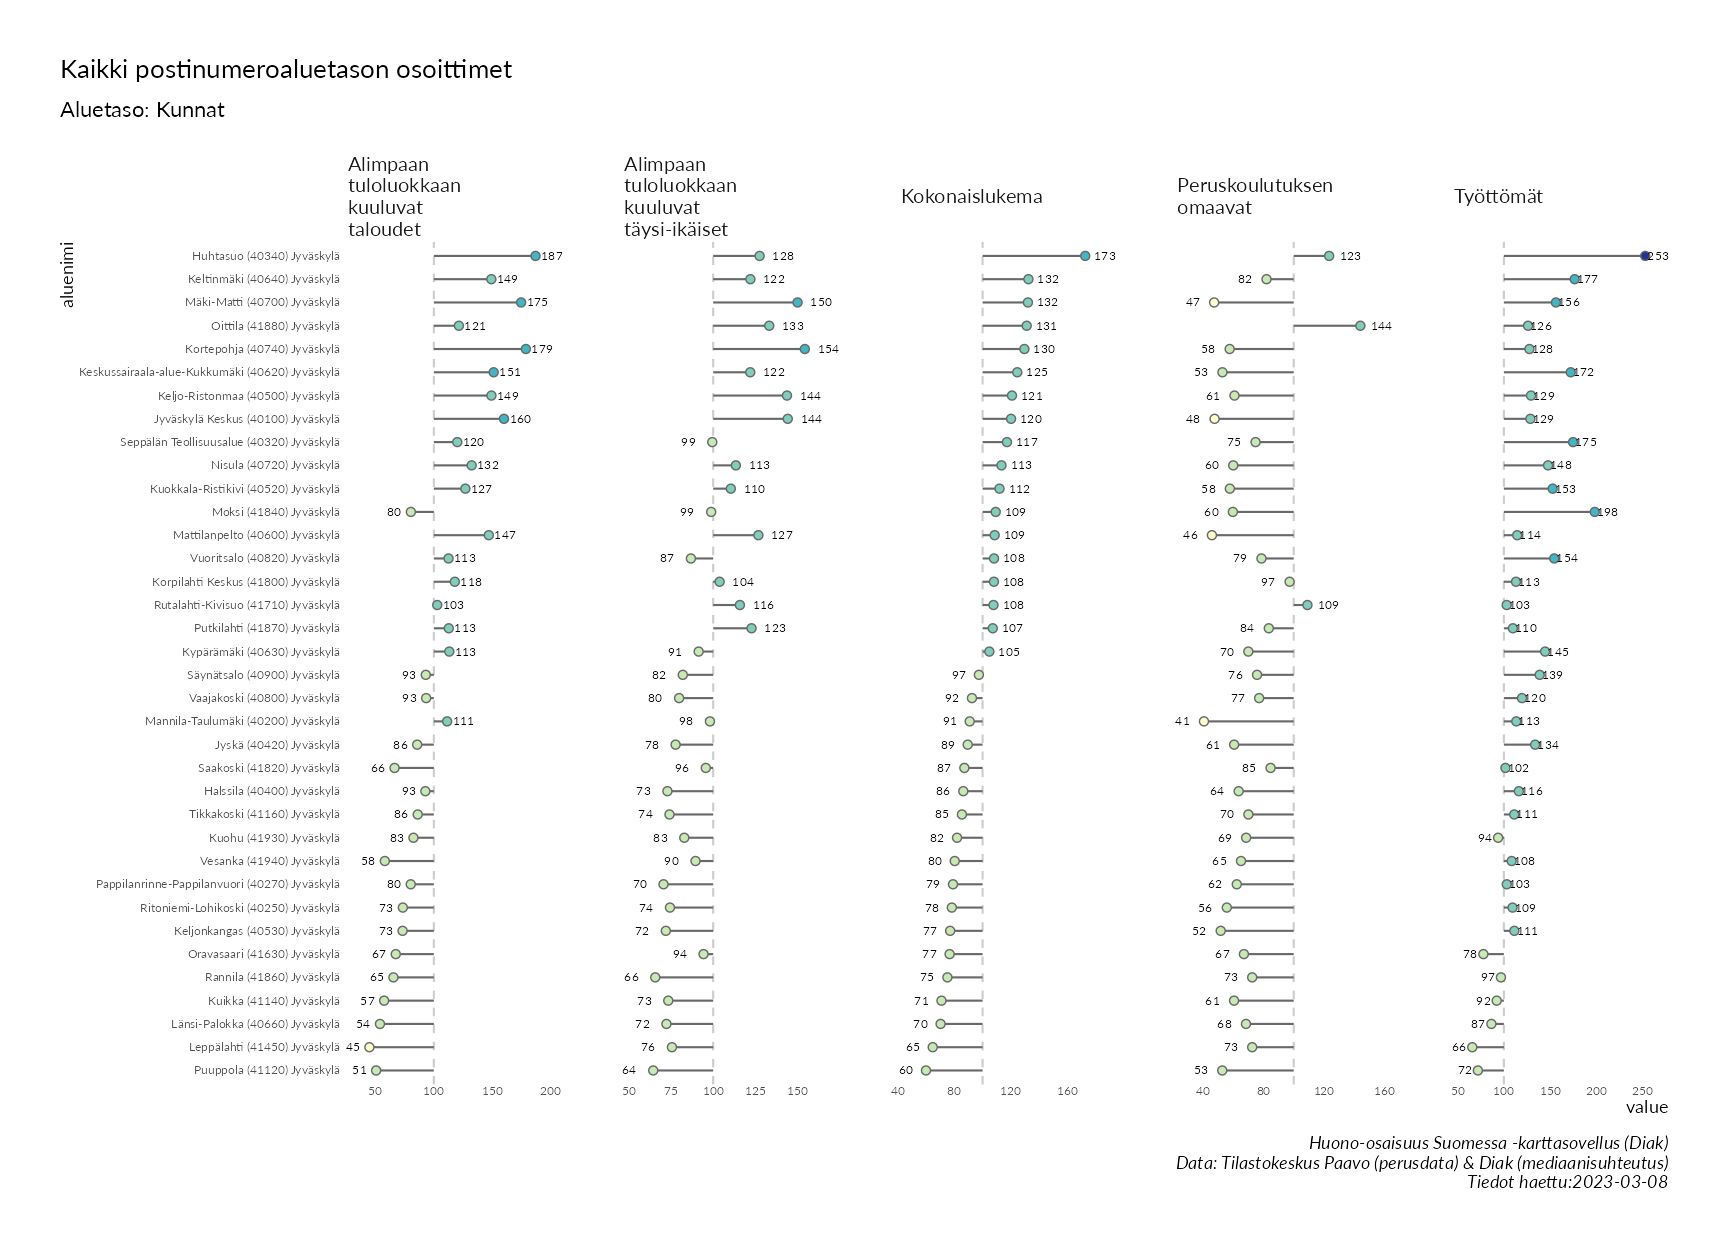 Kaikki postinumeroaluetason osoittimet
Aluetaso: Kunnat
Alimpaan
tuloluokkaan
kuuluvat
taloudet
Alimpaan
tuloluokkaan
kuuluvat
täysi-ikäiset
Kokonaislukema
Peruskoulutuksen
omaavat
Työttömät
aluenimi
Huhtasuo (40340) Jyväskylä 187 128 173 123 253
Keltinmäki (40640) Jyväskylä 149 122 132 82 177
Mäki-Matti (40700) Jyväskylä 175 150 132 47 156
Oittila (41880) Jyväskylä 121 133 131 144 126
Kortepohja (40740) Jyväskylä 179 154 130 58 128
Keskussairaala-alue-Kukkumäki (40620) Jyväskylä 151 122 125 53 172
Keljo-Ristonmaa (40500) Jyväskylä 149 144 121 61 129
Jyväskylä Keskus (40100) Jyväskylä 160 144 120 48 129
Seppälän Teollisuusalue (40320) Jyväskylä 120 99 117 75 175
Nisula (40720) Jyväskylä 132 113 113 60 148
Kuokkala-Ristikivi (40520) Jyväskylä 127 110 112 58 153
Moksi (41840) Jyväskylä 80 99 109 60 198
Mattilanpelto (40600) Jyväskylä 147 127 109 46 114
Vuoritsalo (40820) Jyväskylä 113 87 108 79 154
Korpilahti Keskus (41800) Jyväskylä 118 104 108 97 113
Rutalahti-Kivisuo (41710) Jyväskylä 103 116 108 109 103
Putkilahti (41870) Jyväskylä 113 123 107 84 110
Kypärämäki (40630) Jyväskylä 113 91 105 70 145
Säynätsalo (40900) Jyväskylä 93 82 97 76 139
Vaajakoski (40800) Jyväskylä 93 80 92 77 120
Mannila-Taulumäki (40200) Jyväskylä 111 98 91 41 113
Jyskä (40420) Jyväskylä 86 78 89 61 134
Saakoski (41820) Jyväskylä 66 96 87 85 102
Halssila (40400) Jyväskylä 93 73 86 64 116
Tikkakoski (41160) Jyväskylä 86 74 85 70 111
Kuohu (41930) Jyväskylä 83 83 82 69 94
Vesanka (41940) Jyväskylä 58 90 80 65 108
Pappilanrinne-Pappilanvuori (40270) Jyväskylä 80 70 79 62 103
Ritoniemi-Lohikoski (40250) Jyväskylä 73 74 78 56 109
Keljonkangas (40530) Jyväskylä 73 72 77 52 111
Oravasaari (41630) Jyväskylä 67 94 77 67 78
Rannila (41860) Jyväskylä 65 66 75 73 97
Kuikka (41140) Jyväskylä 57 73 71 61 92
Länsi-Palokka (40660) Jyväskylä 54 72 70 68 87
Leppälahti (41450) Jyväskylä 45 76 65 73 66
Puuppola (41120) Jyväskylä 51 64 60 53 72
50 100 150 200 50 75 100 125 150 40 80 120 160 40 80 120 160 50 100 150 200 250
value
Huono-osaisuus Suomessa -karttasovellus (Diak)
Data: Tilastokeskus Paavo (perusdata) & Diak (mediaanisuhteutus)
Tiedot haettu:2023-03-08